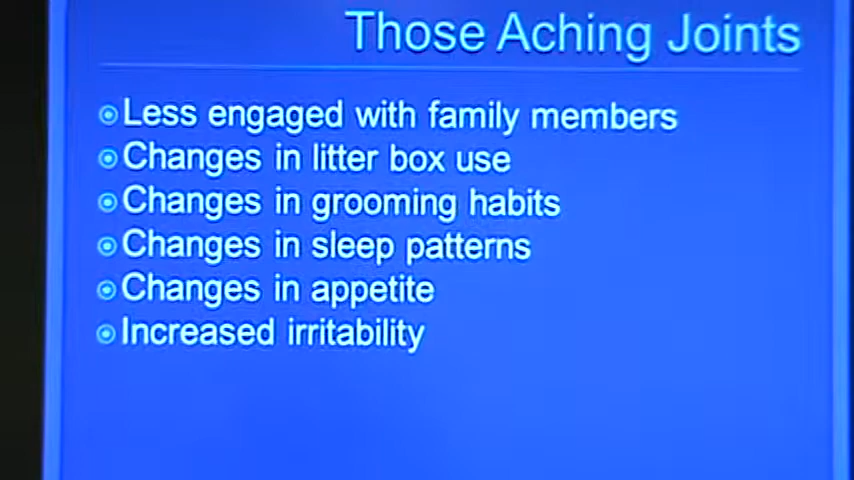 Those Aching Joints
Less engaged with family members
Changes in litter box use
Changes in grooming habits
Changes in sleep patterns
Changes in appetite
Increased irritability